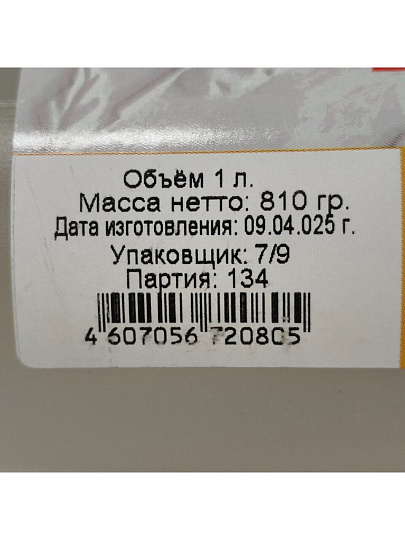 Объём 1 л.
Масса нетто: 810 гр.
Дата изготовления: 09.04.025 г.
Упаковщик: 7/9
Партия: 134
4 607056 720805